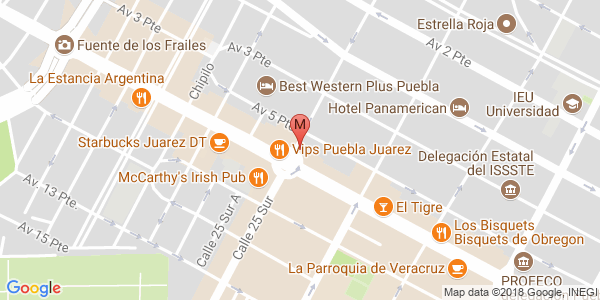 Estrella Roja
Av 3 Pte
Fuente de los Frailes
Av 3 Pte
Av 2 Pte
La Estancia Argentina
Chipilo
Best Western Plus Puebla
IEU
Universidad
Hotel Panamerican
Av 5 Pte
M
Starbucks Juarez DT
Vips Puebla Juarez
Delegación Estatal
del ISSSTE
McCarthy's Irish Pub
Av. 13 Pte.
Calle 25 Sur A
Calle 25 Sur
El Tigre
Av 15 Pte
Los Bisquets
Bisquets de Obregon
La Parroquia de Veracruz
PROFECO
Google
Map data ©2018 Google, INEGI